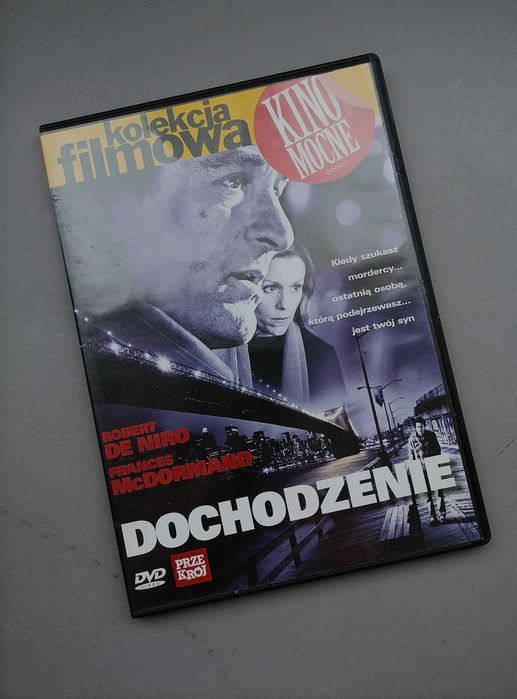 kolekcja
filmowa
KINO
MOCNE
Kiedy szukasz
mordercy...
ostatnią osobą,
którą podejrzewasz...
jest twój syn
ROBERT
DE NIRO
FRANCES
McDORMAND
DOCHODZENIE
DVD
VIDEO
PRZE
KRÓJ